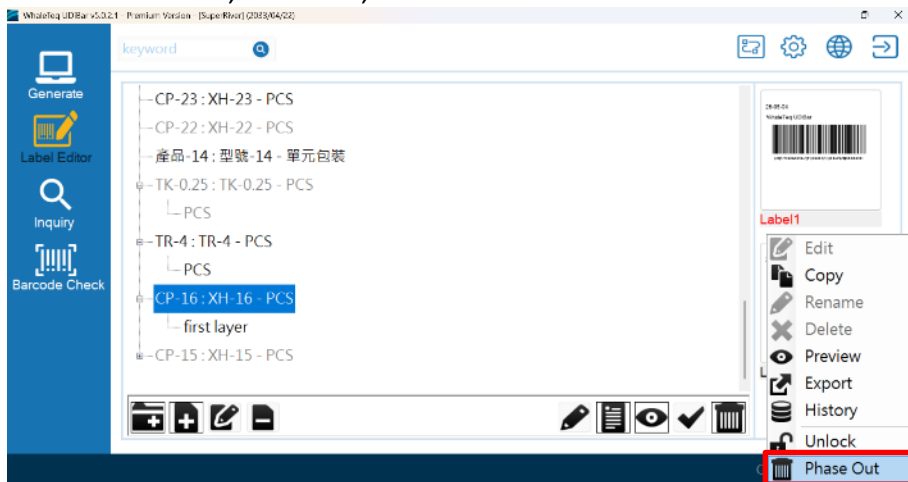 WhaleTeq UDIBar v5.0.2.1 - Premium Version [SuperRiver] (2033/04/22)
keyword
Generate
Label Editor
Inquiry
Barcode Check
CP-23 : XH-23 - PCS
CP-22 : XH-22 - PCS
產品-14 : 型號-14 - 單元包裝
TK-0.25 : TK-0.25 - PCS
PCS
TR-4 : TR-4 - PCS
PCS
CP-16 : XH-16 - PCS
first layer
CP-15 : XH-15 - PCS
WhaleTeq UDIBar
Label1
Edit
Copy
Rename
Delete
Preview
Export
History
Unlock
Phase Out